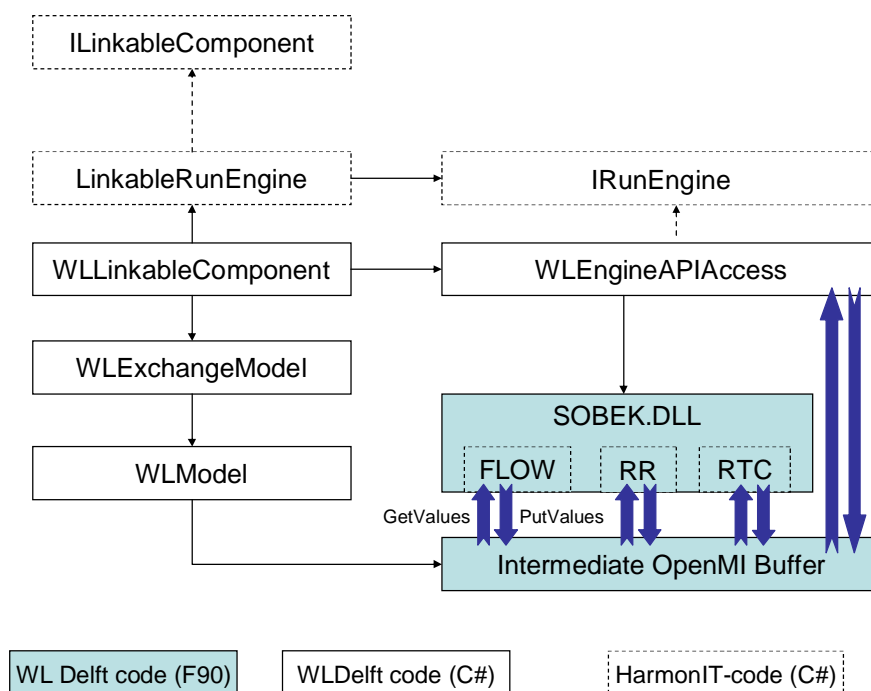 ILinkableComponent
LinkableRunEngine
IRunEngine
WLLinkableComponent
WLEngineAPIAccess
WLExchangeModel
SOBEK.DLL
WLModel
FLOW
RR
RTC
GetValues
PutValues
Intermediate OpenMI Buffer
WL Delft code (F90)
WLDelft code (C#)
HarmonIT-code (C#)